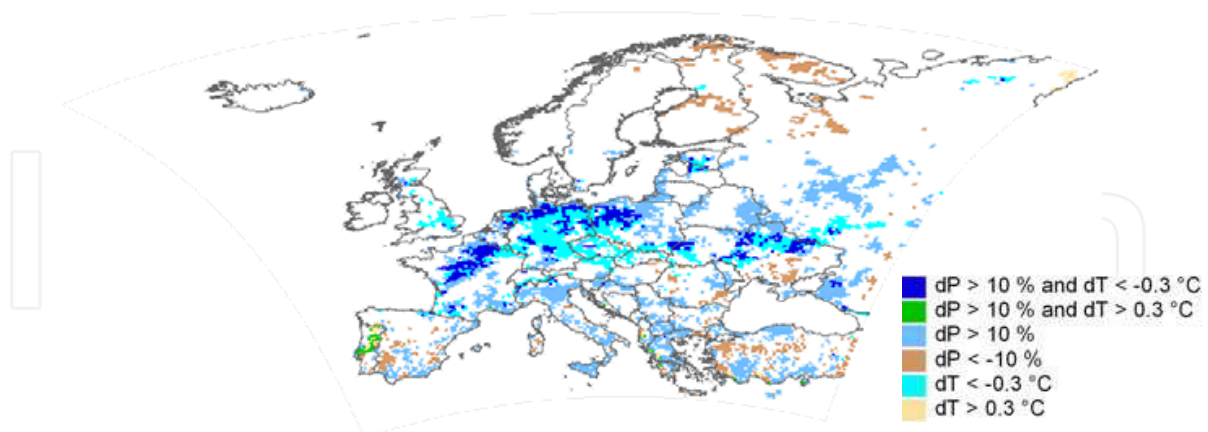 dP > 10 % and dT < -0.3 °C
dP > 10 % and dT > 0.3 °C
dP > 10 %
dP < -10 %
dT < -0.3 °C
dT > 0.3 °C